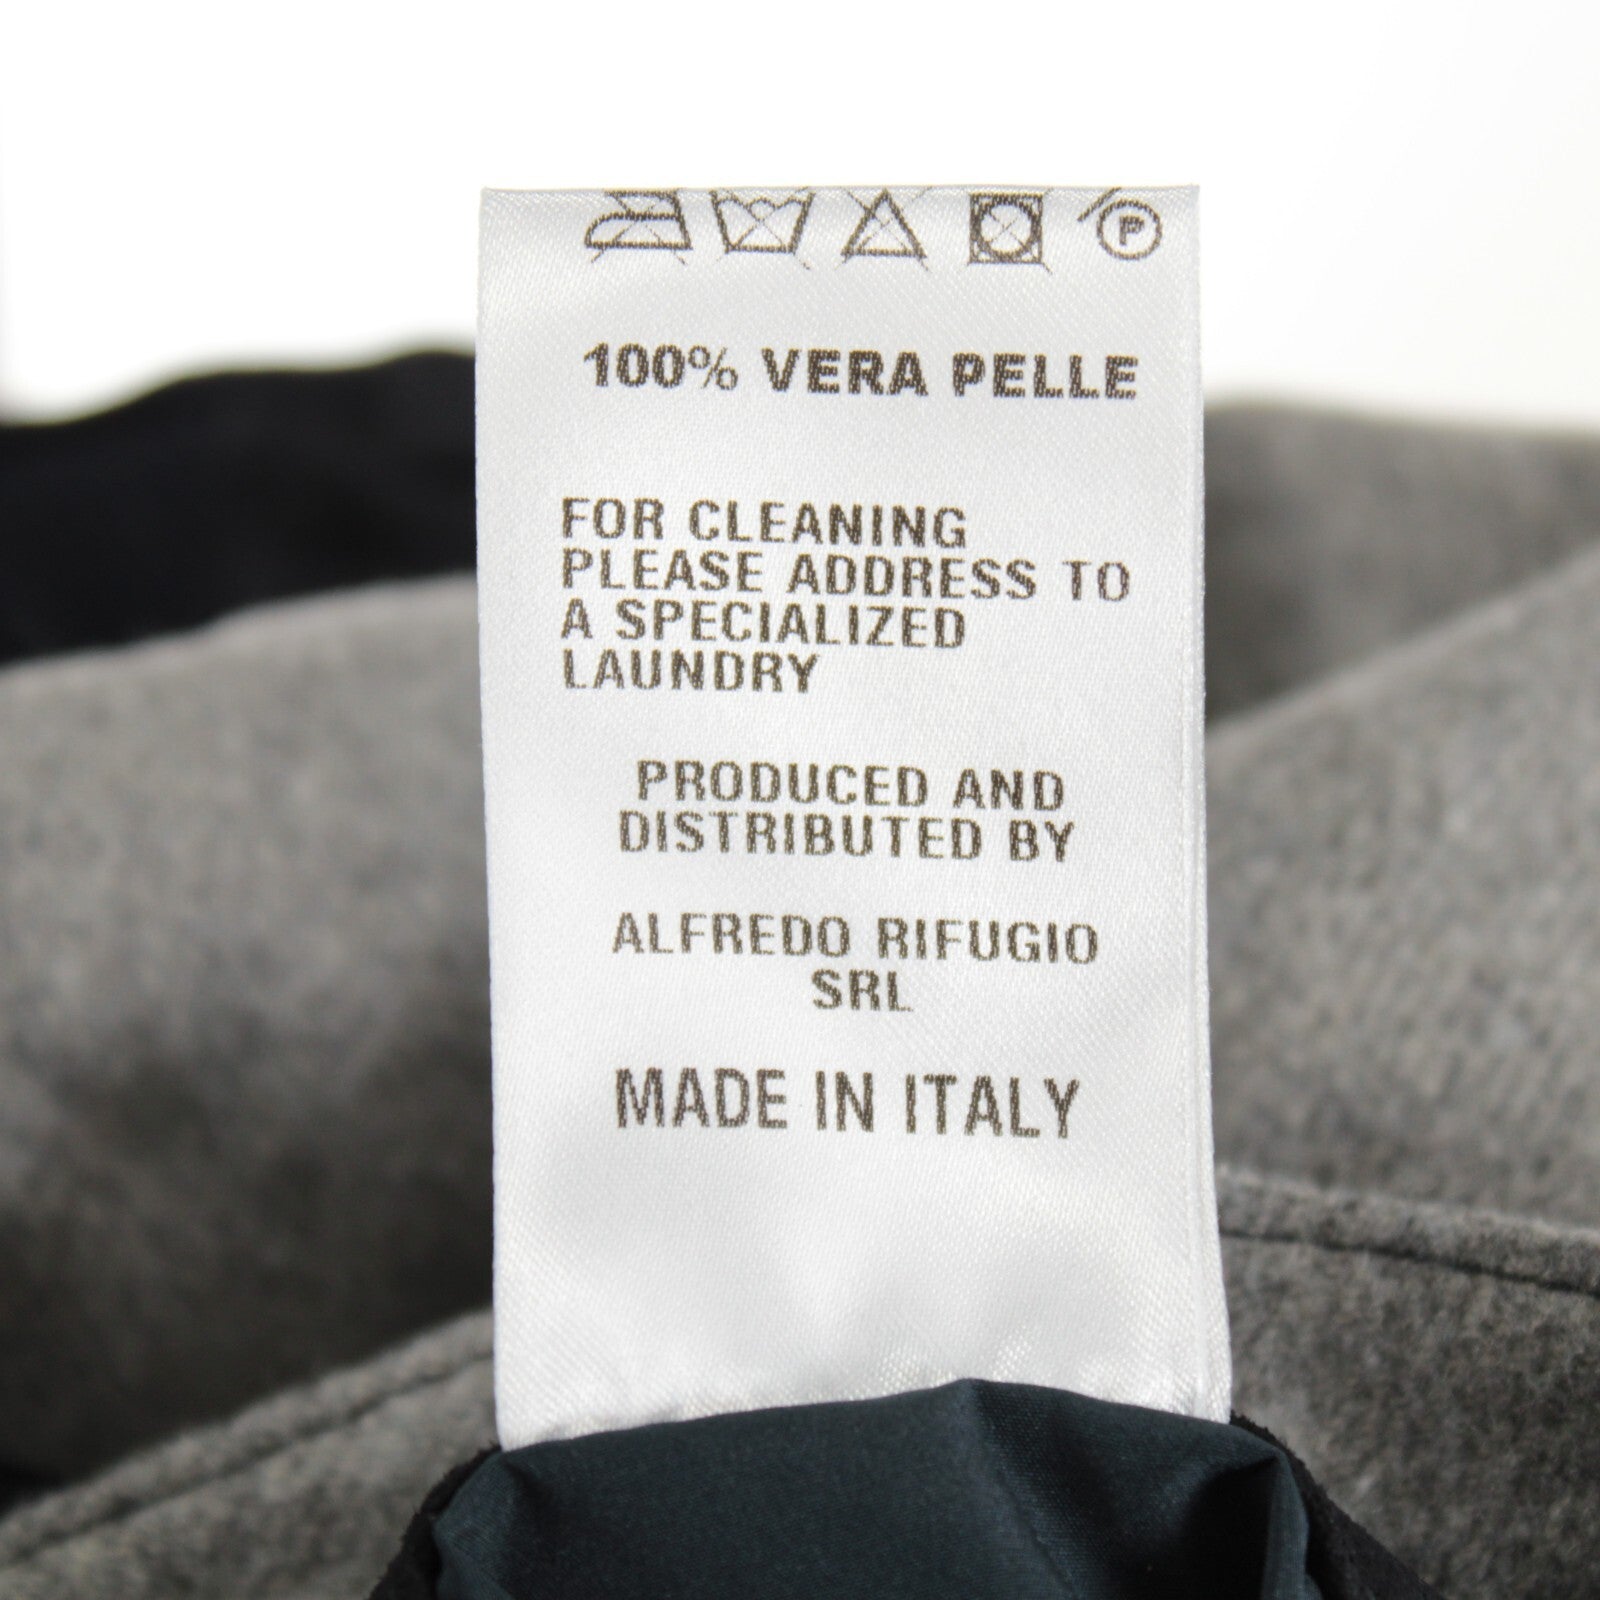 P
100% VERA PELLE
FOR CLEANING
PLEASE ADDRESS TO
A SPECIALIZED
LAUNDRY
PRODUCED AND
DISTRIBUTED BY
ALFREDO RIFUGIO
SRL
MADE IN ITALY